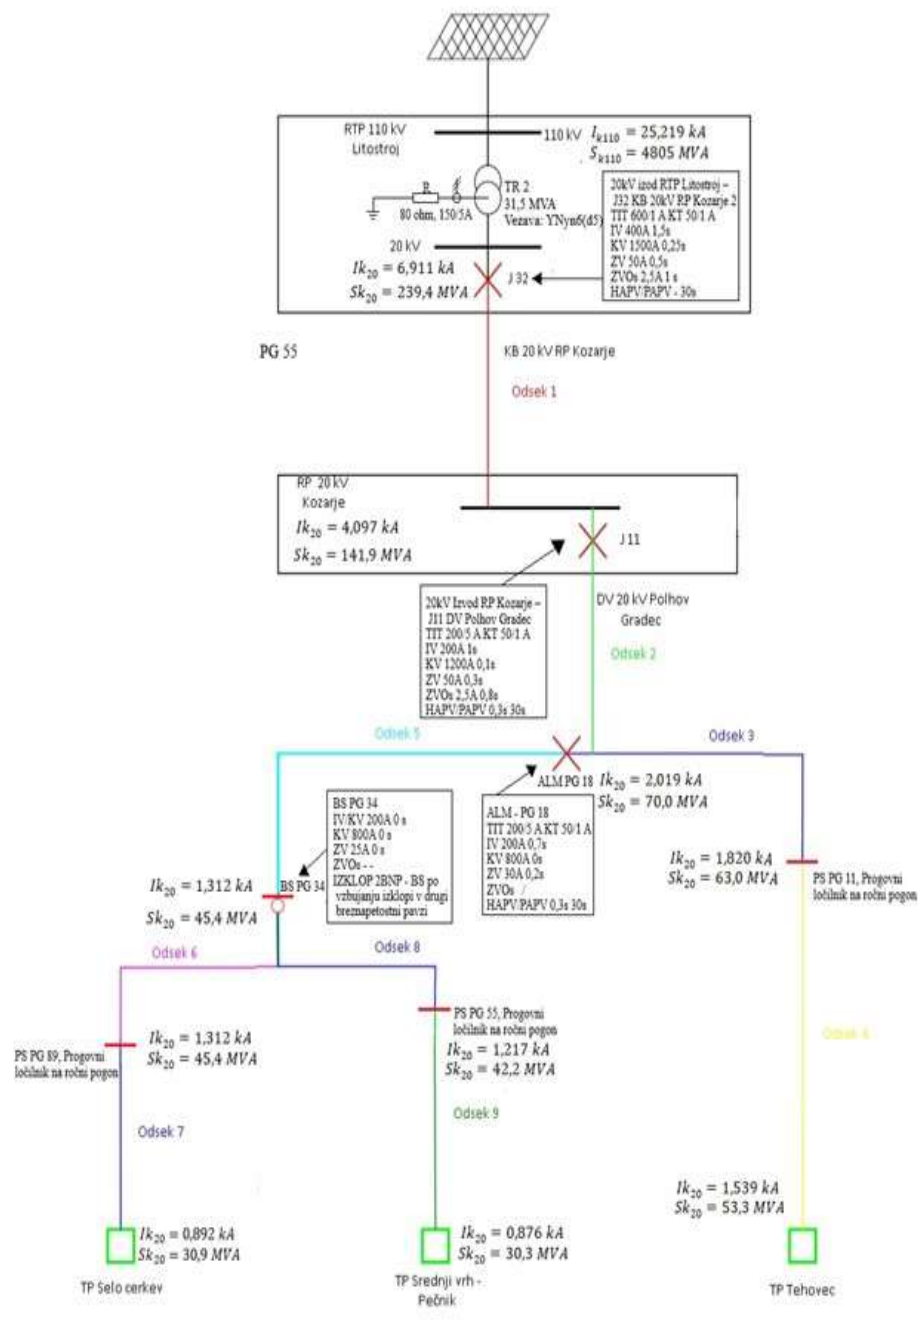 RTP 110 kV
Litostroj
110 kV
I_k110 = 25,219 kA
S_k110 = 4805 MVA
R
80 ohm, 150/5A
TR 2
31,5 MVA
Vezava: YNyn6(d5)
20kV izod RTP Litostroj –
J32 KB 20kV RP Kozarje 2
TIT 600/1 A KT 50/1 A
IV 400A 1,5s
KV 1500A 0,25s
ZV 50A 0,5s
ZVOs 2,5A 1 s
HAPV/PAPV - 30s
20 kV
Ik20 = 6,911 kA
Sk20 = 239,4 MVA
J 32
PG 55
KB 20 kV RP Kozarje
Odsek 1
RP 20 kV
Kozarje
Ik20 = 4,097 kA
Sk20 = 141,9 MVA
J 11
20kV Izvod RP Kozarje –
J11 DV Polhov Gradec
TIT 200/5 A KT 50/1 A
IV 200A 1s
KV 1200A 0,1s
ZV 50A 0,3s
ZVOs 2,5A 0,8s
HAPV/PAPV 0,3s 30s
DV 20 kV Polhov
Gradec
Odsek 2
Odsek 5
Odsek 3
ALM PG 18
Ik20 = 2,019 kA
Sk20 = 70,0 MVA
BS PG 34
IV/KV 200A 0 s
KV 800A 0 s
ZV 25A 0 s
ZVOs - -
IZKLOP 2BNP - BS po
vzbujanju izklopi v drugi
breznapetostni pavzi
ALM - PG 18
TIT 200/5 A KT 50/1 A
IV 200A 0,7s
KV 800A 0s
ZV 30A 0,2s
ZVOs /
HAPV/PAPV 0,3s 30s
Ik20 = 1,312 kA
Sk20 = 45,4 MVA
BS PG 34
Ik20 = 1,820 kA
Sk20 = 63,0 MVA
PS PG 11, Progovni
ločilnik na ročni pogon
Odsek 6
Odsek 8
PS PG 89, Progovni
ločilnik na ročni pogon
Ik20 = 1,312 kA
Sk20 = 45,4 MVA
PS PG 55, Progovni
ločilnik na ročni pogon
Ik20 = 1,217 kA
Sk20 = 42,2 MVA
Odsek 4
Odsek 7
Odsek 9
Ik20 = 1,539 kA
Sk20 = 53,3 MVA
Ik20 = 0,892 kA
Sk20 = 30,9 MVA
Ik20 = 0,876 kA
Sk20 = 30,3 MVA
TP Selo cerkev
TP Srednji vrh -
Pečnik
TP Tehovec